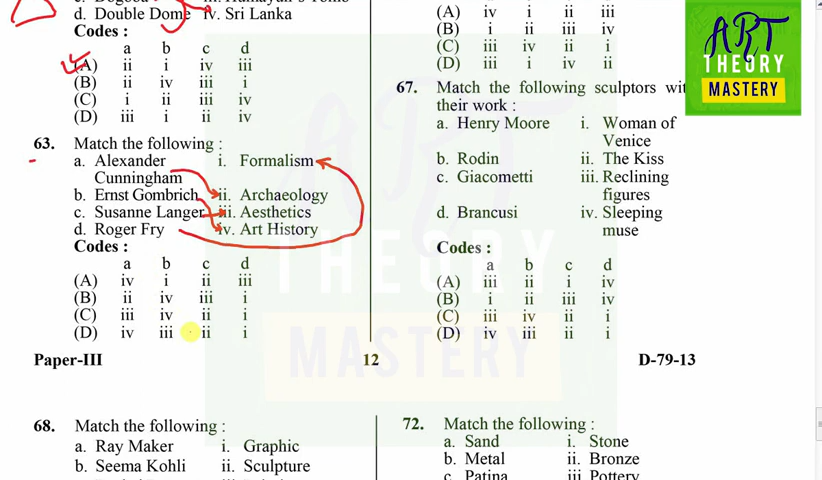 d. Double Dome iv. Sri Lanka
Codes :
a b c d
(A) ii i iv iii
(B) ii iv iii i
(C) i ii iii iv
(D) iii i ii iv
63. Match the following :
a. Alexander i. Formalism
Cunningham
b. Ernst Gombrich ii. Archaeology
c. Susanne Langer iii. Aesthetics
d. Roger Fry iv. Art History
Codes :
a b c d
(A) iv i ii iii
(B) ii iv iii i
(C) iii iv ii i
(D) iv iii ii i
(A) iv i ii iii
(B) i ii iii iv
(C) iii iv ii i
(D) iii i iv ii
67. Match the following sculptors wit
their work :
a. Henry Moore i. Woman of
Venice
b. Rodin ii. The Kiss
c. Giacometti iii. Reclining
figures
d. Brancusi iv. Sleeping
muse
Codes :
a b c d
(A) iii ii i iv
(B) i ii iii iv
(C) iii iv ii i
(D) iv iii ii i
Paper-III 12 D-79-13
68. Match the following :
a. Ray Maker i. Graphic
b. Seema Kohli ii. Sculpture
72. Match the following :
a. Sand i. Stone
b. Metal ii. Bronze
c. Patina iii Pottery
ART
THEORY
MASTERY
ART
THEORY
MASTERY